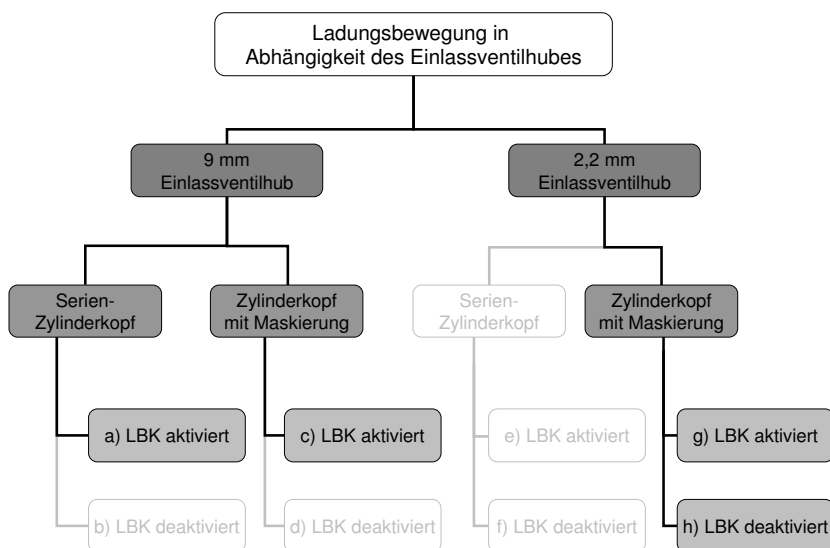 Ladungsbewegung in
Abhängigkeit des Einlassventilhubes
9 mm
Einlassventilhub
2,2 mm
Einlassventilhub
Serien-
Zylinderkopf
Zylinderkopf
mit Maskierung
Serien-
Zylinderkopf
Zylinderkopf
mit Maskierung
a) LBK aktiviert
c) LBK aktiviert
e) LBK aktiviert
g) LBK aktiviert
b) LBK deaktiviert
d) LBK deaktiviert
f) LBK deaktiviert
h) LBK deaktiviert